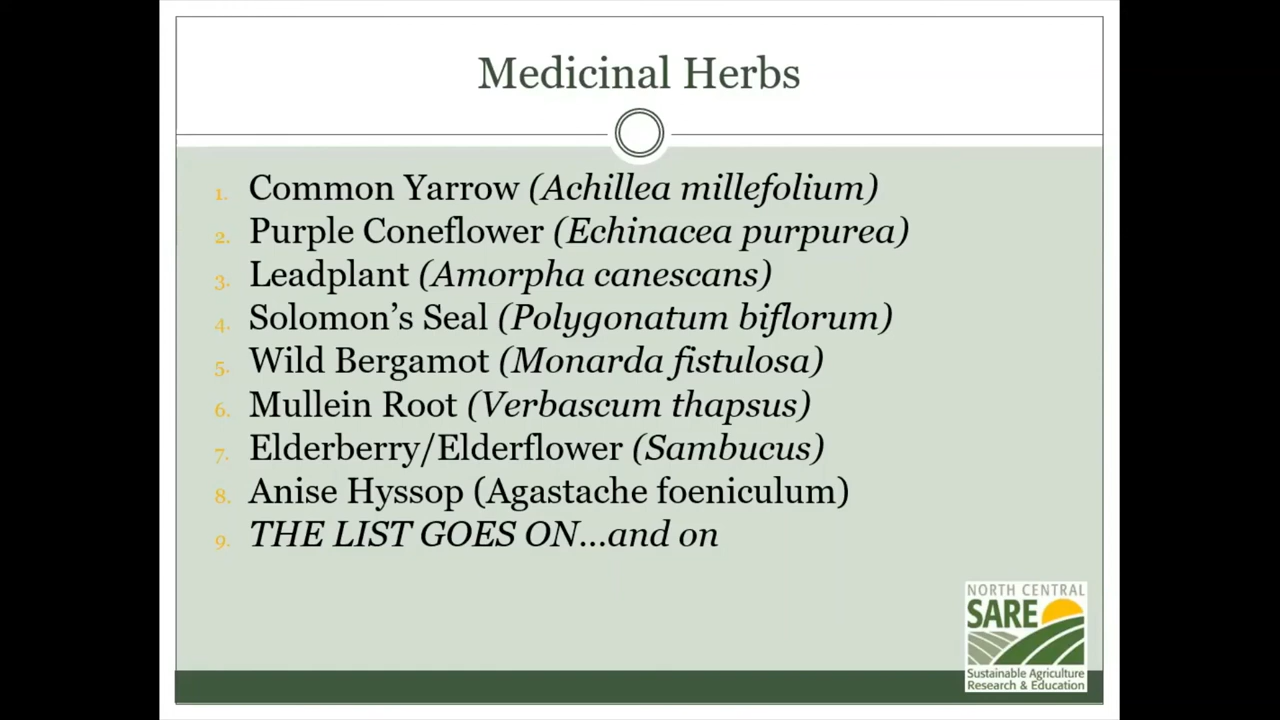 Medicinal Herbs
1. Common Yarrow (Achillea millefolium)
2. Purple Coneflower (Echinacea purpurea)
3. Leadplant (Amorpha canescans)
4. Solomon’s Seal (Polygonatum biflorum)
5. Wild Bergamot (Monarda fistulosa)
6. Mullein Root (Verbascum thapsus)
7. Elderberry/Elderflower (Sambucus)
8. Anise Hyssop (Agastache foeniculum)
9. THE LIST GOES ON...and on
NORTH CENTRAL
SARE
Sustainable Agriculture
Research & Education